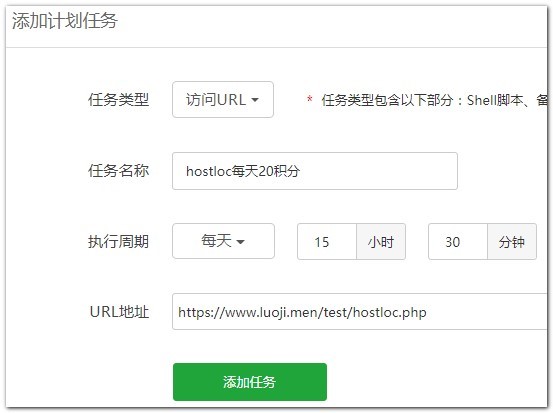 添加计划任务
任务类型 访问URL * 任务类型包含以下部分：Shell脚本、备
任务名称 hostloc每天20积分
执行周期 每天 15 小时 30 分钟
URL地址 https://www.luoji.men/test/hostloc.php
添加任务